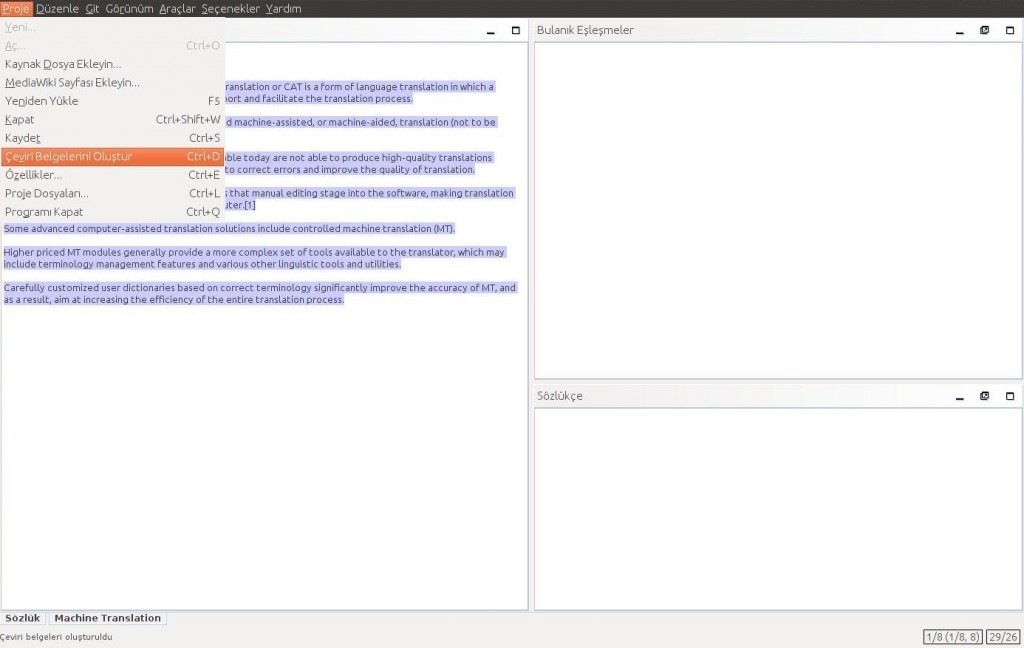 Proje Düzenle Git Görünüm Araçlar Seçenekler Yardım
Yeni...
Aç... Ctrl+O
Kaynak Dosya Ekleyin...
MediaWiki Sayfası Ekleyin...
Yeniden Yükle F5
Kapat Ctrl+Shift+W
Kaydet Ctrl+S
Çeviri Belgelerini Oluştur Ctrl+D
Özellikler... Ctrl+E
Proje Dosyaları... Ctrl+L
Programı Kapat Ctrl+Q
ranslation or CAT is a form of language translation in which a
port and facilitate the translation process.
d machine-assisted, or machine-aided, translation (not to be
ble today are not able to produce high-quality translations
to correct errors and improve the quality of translation.
s that manual editing stage into the software, making translation
uter.[1]
Some advanced computer-assisted translation solutions include controlled machine translation (MT).
Higher priced MT modules generally provide a more complex set of tools available to the translator, which may
include terminology management features and various other linguistic tools and utilities.
Carefully customized user dictionaries based on correct terminology significantly improve the accuracy of MT, and
as a result, aim at increasing the efficiency of the entire translation process.
Bulanık Eşleşmeler
Sözlükçe
Sözlük Machine Translation
Çeviri belgeleri oluşturuldu
1/8 (1/8, 8) 29/26